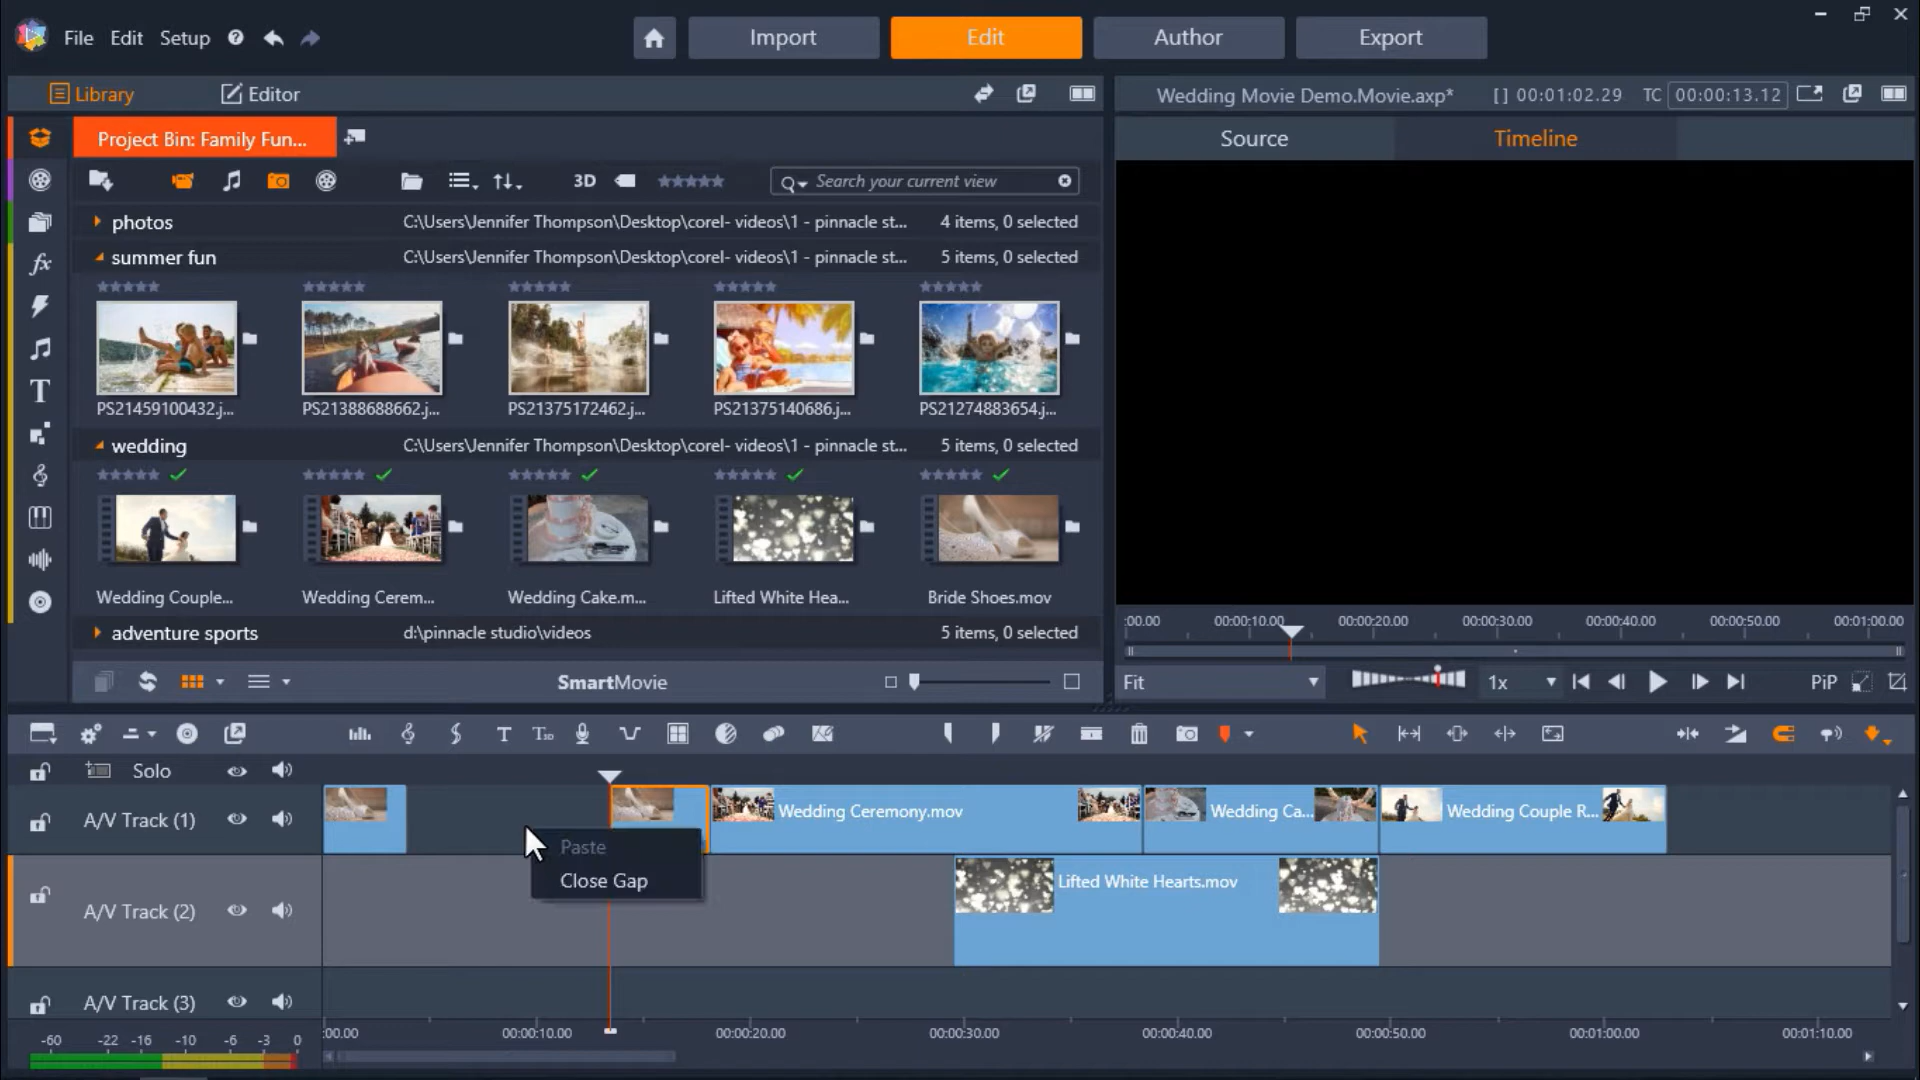 File Edit Setup
Import Edit Author Export
Library Editor
Wedding Movie Demo.Movie.axp* [ ] 00:01:02.29 TC 00:00:13.12
Project Bin: Family Fun...
Source Timeline
3D Search your current view
photos C:\Users\Jennifer Thompson\Desktop\corel- videos\1 - pinnacle st... 4 items, 0 selected
summer fun C:\Users\Jennifer Thompson\Desktop\corel- videos\1 - pinnacle st... 5 items, 0 selected
PS21459100432.j... PS21388688662.j... PS21375172462.j... PS21375140686.j... PS21274883654.j...
wedding C:\Users\Jennifer Thompson\Desktop\corel- videos\1 - pinnacle st... 5 items, 0 selected
Wedding Couple... Wedding Cerem... Wedding Cake.m... Lifted White Hea... Bride Shoes.mov
:00.00 00:00:10.00 00:00:20.00 00:00:30.00 00:00:40.00 00:00:50.00 00:01:00.00
adventure sports d:\pinnacle studio\videos 5 items, 0 selected
SmartMovie
Fit 1x PiP
T T3D
Solo
A/V Track (1) Wedding Ceremony.mov Wedding Ca... Wedding Couple R...
Paste
Close Gap
A/V Track (2) Lifted White Hearts.mov
A/V Track (3)
-60 -22 -16 -10 -6 -3 0
:00.00 00:00:10.00 00:00:20.00 00:00:30.00 00:00:40.00 00:00:50.00 00:01:00.00 00:01:10.00